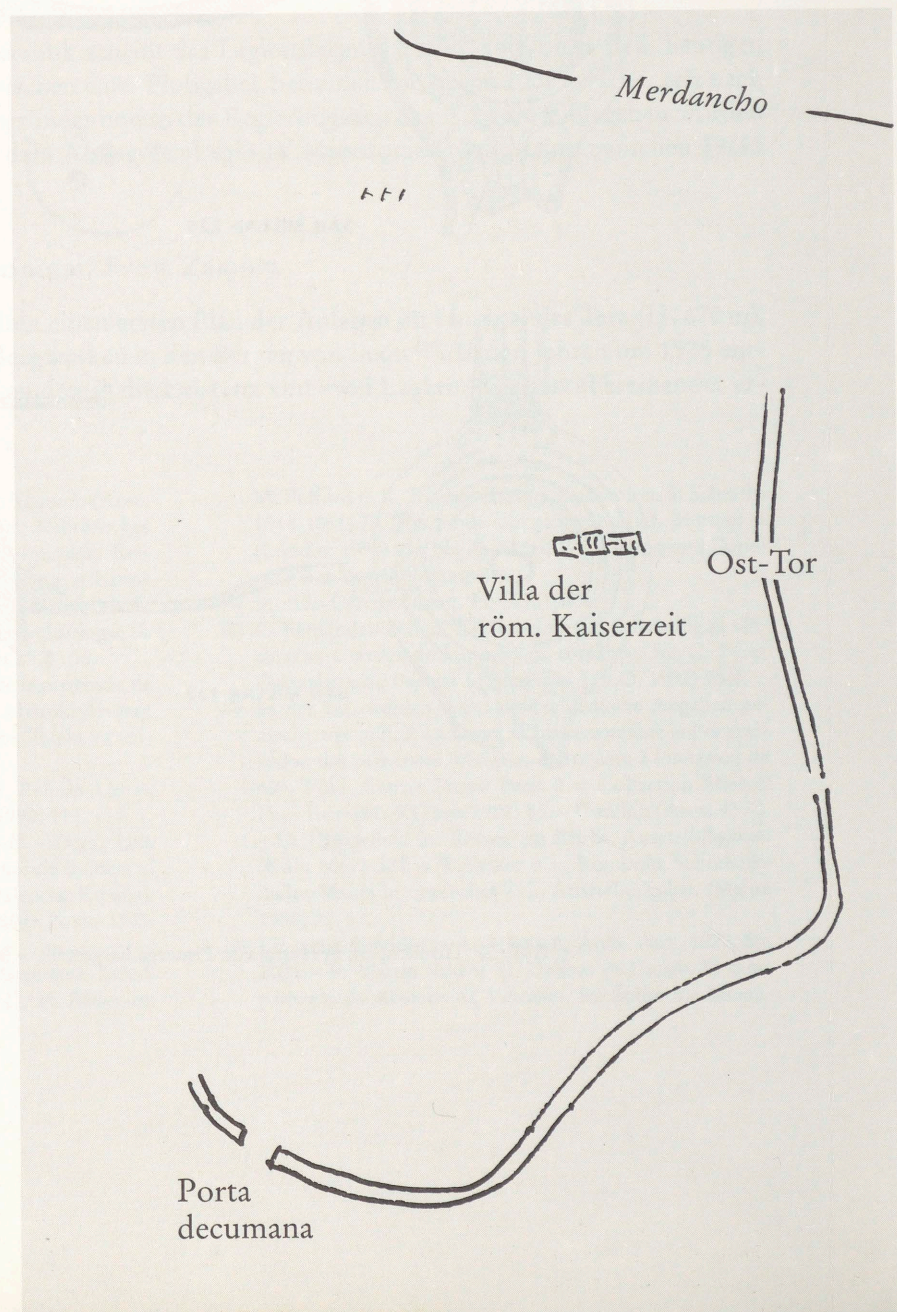 Merdancho
Ost-Tor
Villa der
röm. Kaiserzeit
Porta
decumana